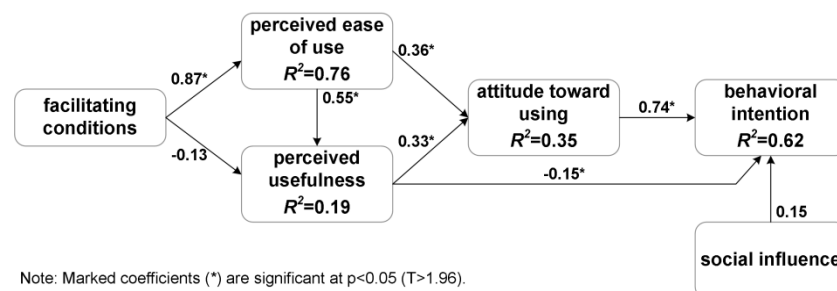 perceived ease
of use
R²=0.76
0.36*
0.87*
facilitating
conditions
0.55*
attitude toward
using
R²=0.35
0.74*
behavioral
intention
R²=0.62
-0.13
perceived
usefulness
R²=0.19
0.33*
-0.15*
0.15
social influence
Note: Marked coefficients (*) are significant at p<0.05 (T>1.96).